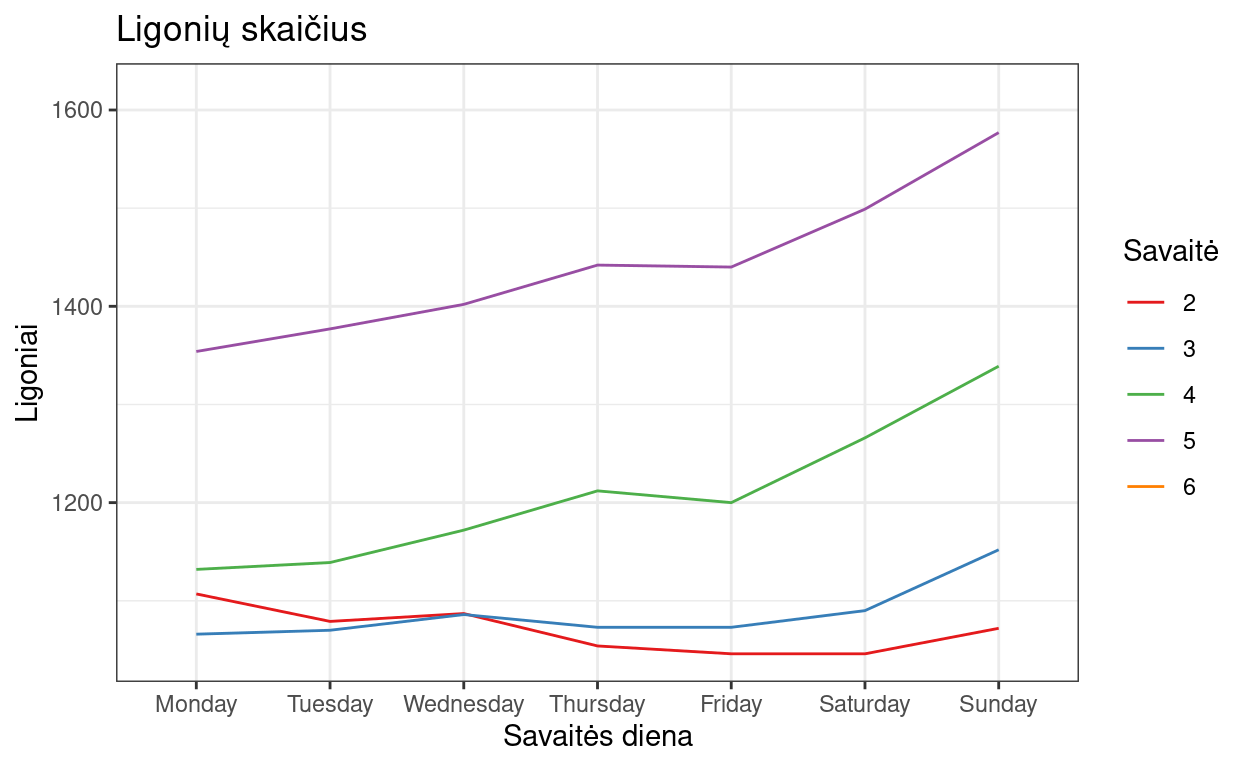 Ligonių skaičius
1600
1400
1200
Ligoniai
Monday Tuesday Wednesday Thursday Friday Saturday Sunday
Savaitės diena
Savaitė
2
3
4
5
6